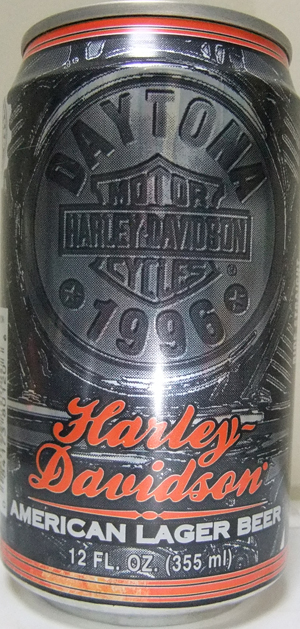 DAYTONA
MOTOR
HARLEY-DAVIDSON
CYCLES ®
1996
Harley-
Davidson®
AMERICAN LAGER BEER
12 FL. OZ. (355 ml)